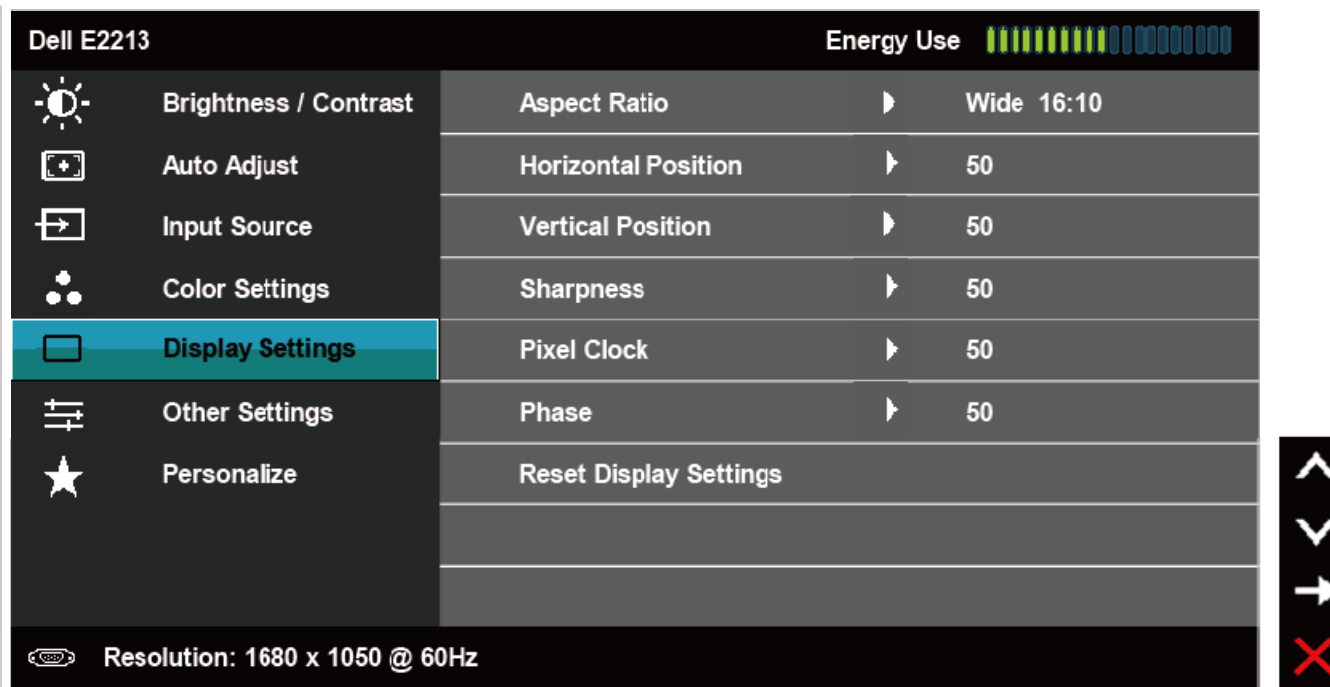 Dell E2213 Energy Use
Brightness / Contrast Aspect Ratio Wide 16:10
Auto Adjust Horizontal Position 50
Input Source Vertical Position 50
Color Settings Sharpness 50
Display Settings Pixel Clock 50
Other Settings Phase 50
Personalize Reset Display Settings
Resolution: 1680 x 1050 @ 60Hz